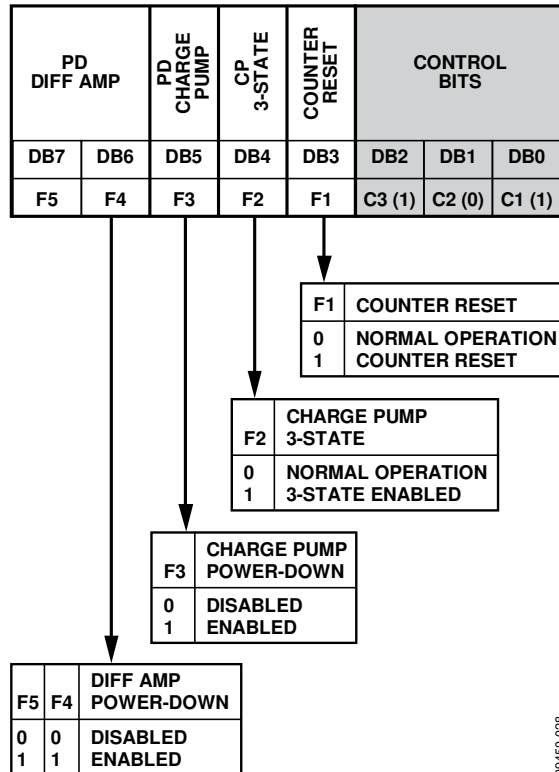 PD
DIFF AMP
PD
CHARGE
PUMP
CP
3-STATE
COUNTER
RESET
CONTROL
BITS
DB7 DB6 DB5 DB4 DB3 DB2 DB1 DB0
F5 F4 F3 F2 F1 C3 (1) C2 (0) C1 (1)
F1 COUNTER RESET
0 NORMAL OPERATION
1 COUNTER RESET
CHARGE PUMP
F2 3-STATE
0 NORMAL OPERATION
1 3-STATE ENABLED
CHARGE PUMP
F3 POWER-DOWN
0 DISABLED
1 ENABLED
DIFF AMP
F5 F4 POWER-DOWN
0 0 DISABLED
1 1 ENABLED